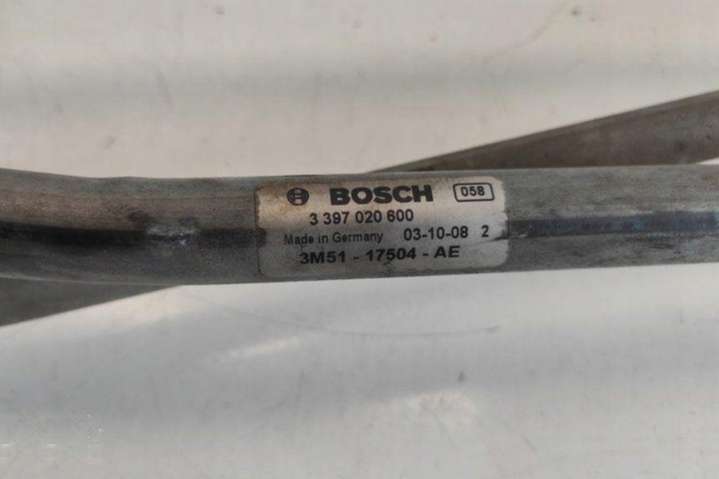 BOSCH 058
3 397 020 600
Made in Germany 03-10-08 2
3M51 - 17504 - AE